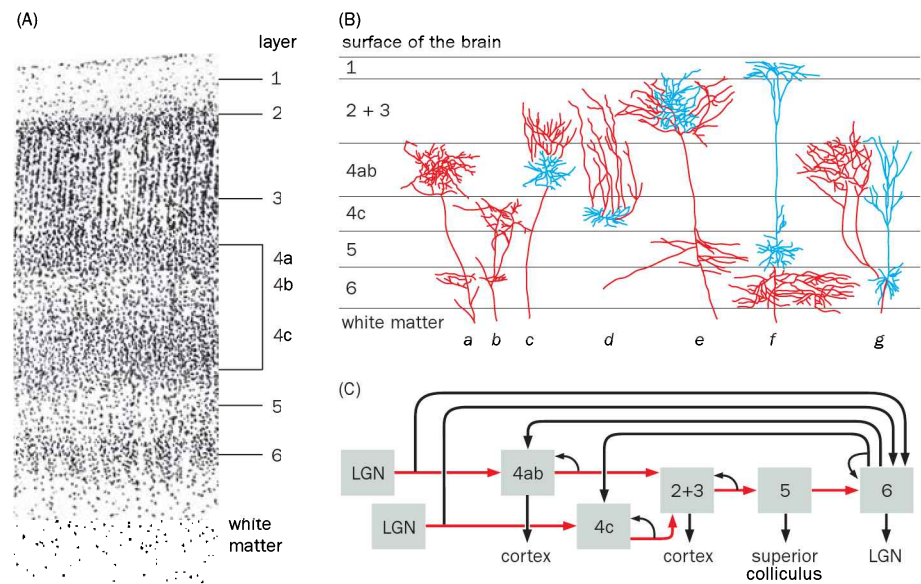 (A)
layer
1
2
3
4a
4b
4c
5
6
white
matter
(B)
surface of the brain
1
2 + 3
4ab
4c
5
6
white matter
a b c d e f g
(C)
LGN
4ab
2+3
5
6
LGN
4c
cortex
cortex
superior
colliculus
LGN